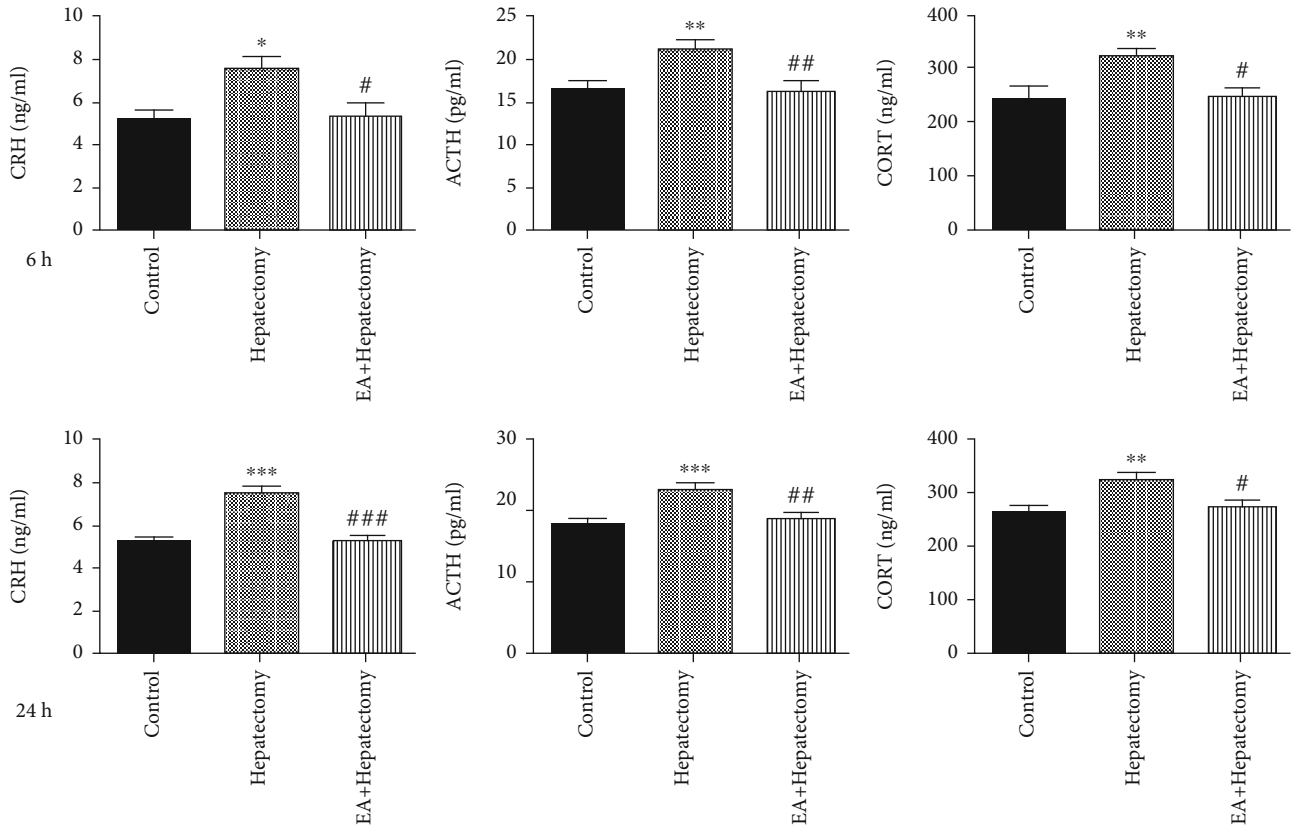 CRH (ng/ml)
10
8
6
4
2
0
*
#
Control
Hepatectomy
EA+Hepatectomy
ACTH (pg/ml)
25
20
15
10
5
0
**
##
Control
Hepatectomy
EA+Hepatectomy
CORT (ng/ml)
400
300
200
100
0
**
#
Control
Hepatectomy
EA+Hepatectomy
6 h
CRH (ng/ml)
10
8
6
4
2
0
***
###
Control
Hepatectomy
EA+Hepatectomy
ACTH (pg/ml)
30
20
10
0
***
##
Control
Hepatectomy
EA+Hepatectomy
CORT (ng/ml)
400
300
200
100
0
**
#
Control
Hepatectomy
EA+Hepatectomy
24 h